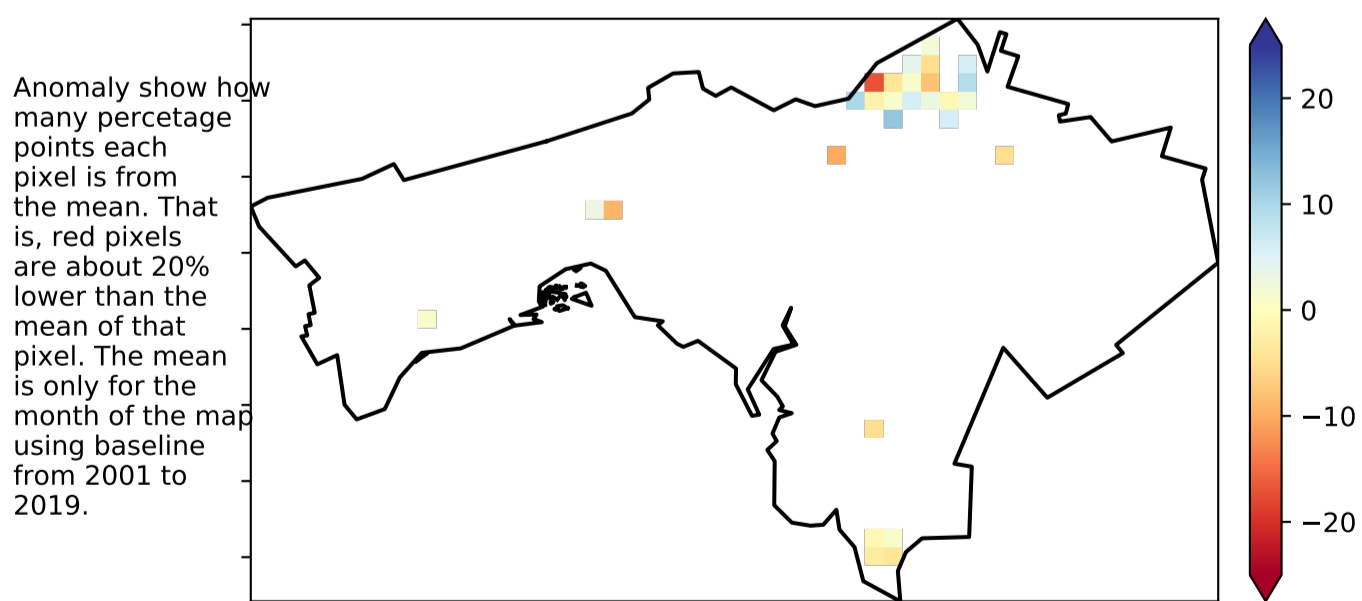 Anomaly show how
many percetage
points each
pixel is from
the mean. That
is, red pixels
are about 20%
lower than the
mean of that
pixel. The mean
is only for the
month of the map
using baseline
from 2001 to
2019.
20
10
0
−10
−20